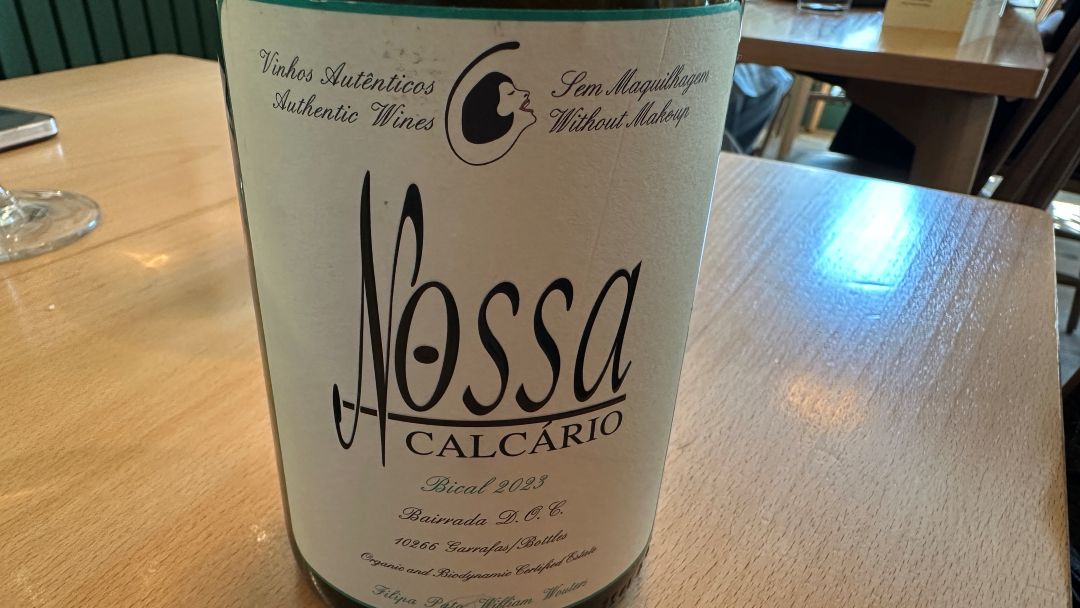 Vinhos Autênticos
Authentic Wines
Sem Maquilhagem
Without Makeup
Nossa
CALCÁRIO
Bical 2023
Bairrada D.O.C.
10266 Garrafas/Bottles
Organic and Biodynamic Certified Estate
Filipa Pato William Wouters